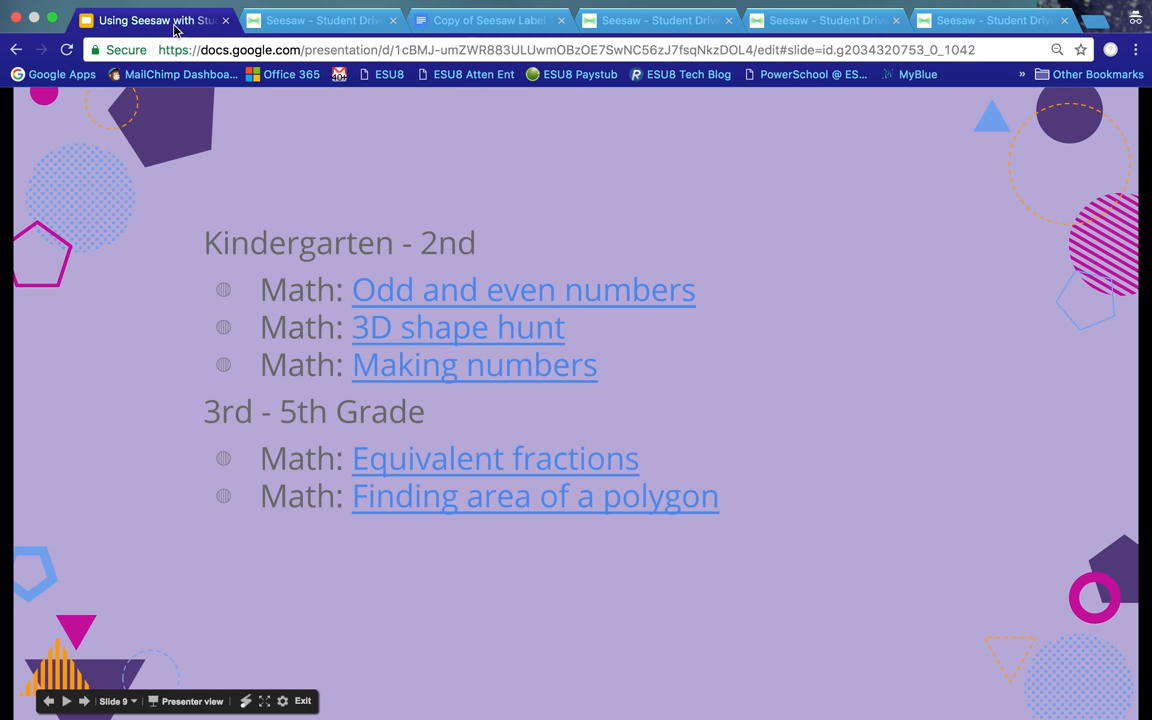 Using Seesaw with Stu
Seesaw - Student Driv
Copy of Seesaw Label
Seesaw - Student Driv
Seesaw - Student Driv
Seesaw - Student Driv
Secure https://docs.google.com/presentation/d/1cBMJ-umZWR883ULUwmOBzOE7SwNC56zJ7fsqNkzDOL4/edit#slide=id.g2034320753_0_1042
Google Apps MailChimp Dashboa... Office 365 40+ ESU8 ESU8 Atten Ent ESU8 Paystub ESU8 Tech Blog PowerSchool @ ES... MyBlue » Other Bookmarks
Kindergarten - 2nd
Math: Odd and even numbers
Math: 3D shape hunt
Math: Making numbers
3rd - 5th Grade
Math: Equivalent fractions
Math: Finding area of a polygon
Slide 9 Presenter view Exit